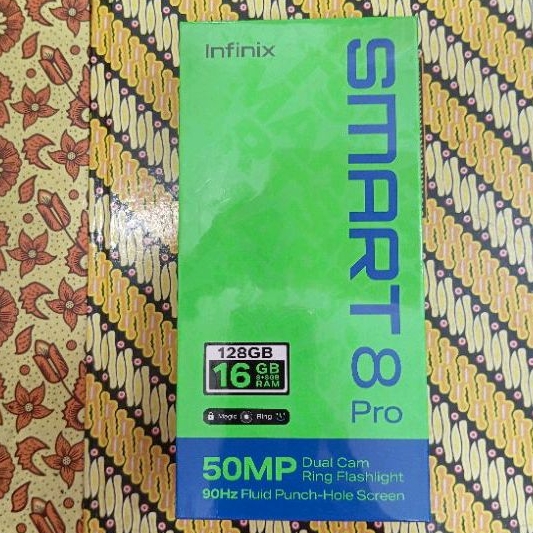 Infinix
SMART 8
Pro
128GB
16 GB
8+8GB
RAM
Magic Ring
50MP Dual Cam
Ring Flashlight
90Hz Fluid Punch-Hole Screen